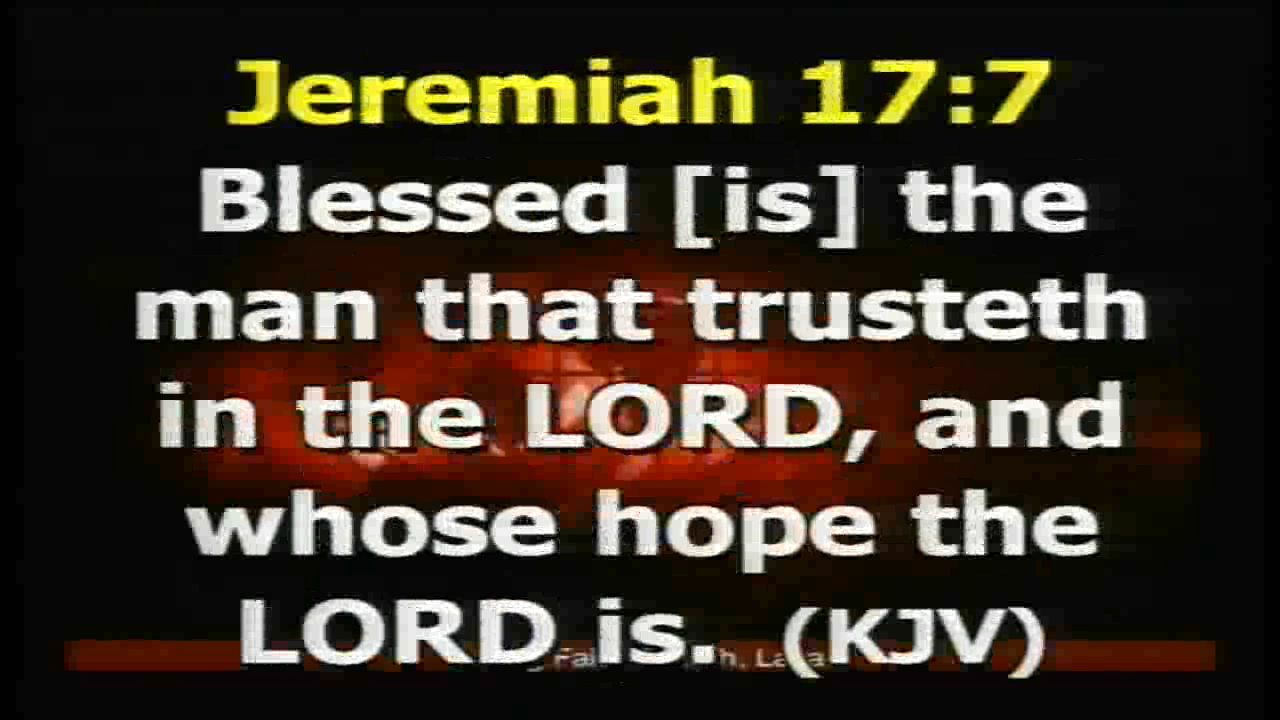 Jeremiah 17:7
Blessed [is] the
man that trusteth
in the LORD, and
whose hope the
LORD is. (KJV)